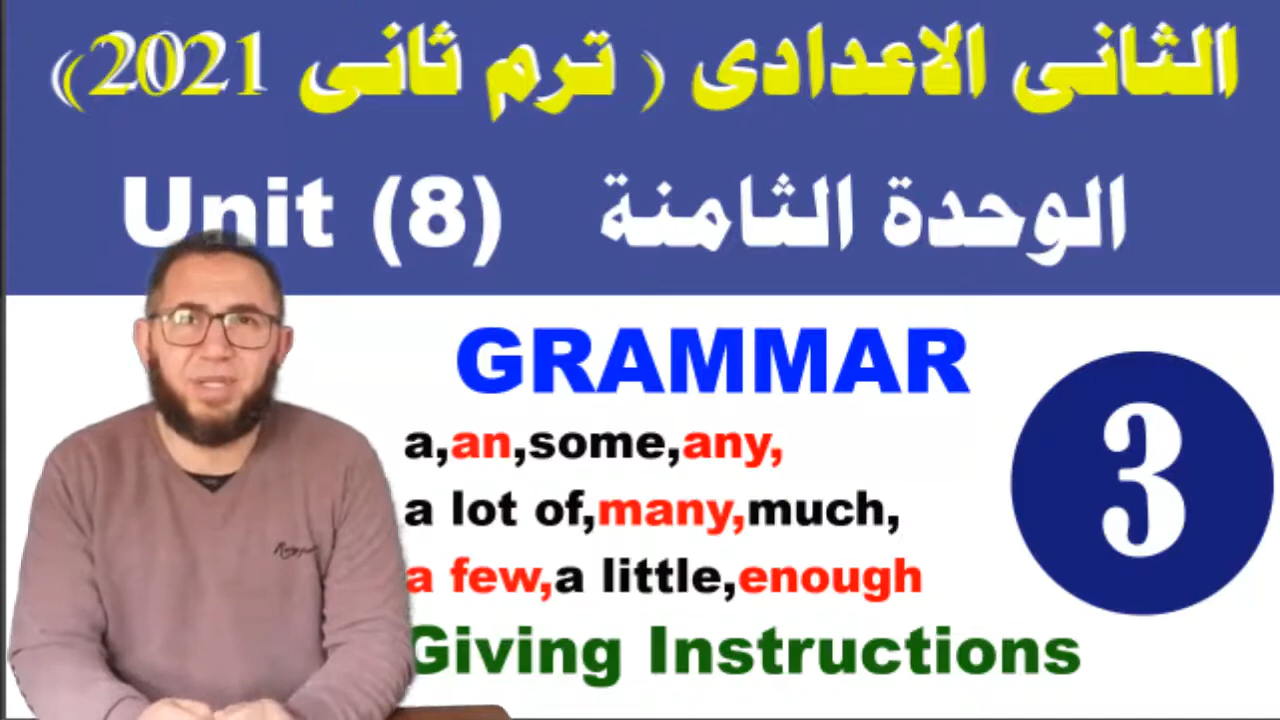 الثانى الاعدادى ( ترم ثانى 2021)
الوحدة الثامنة Unit (8)
GRAMMAR
a,an,some,any,
a lot of,many,much,
a few,a little,enough
Giving Instructions
3